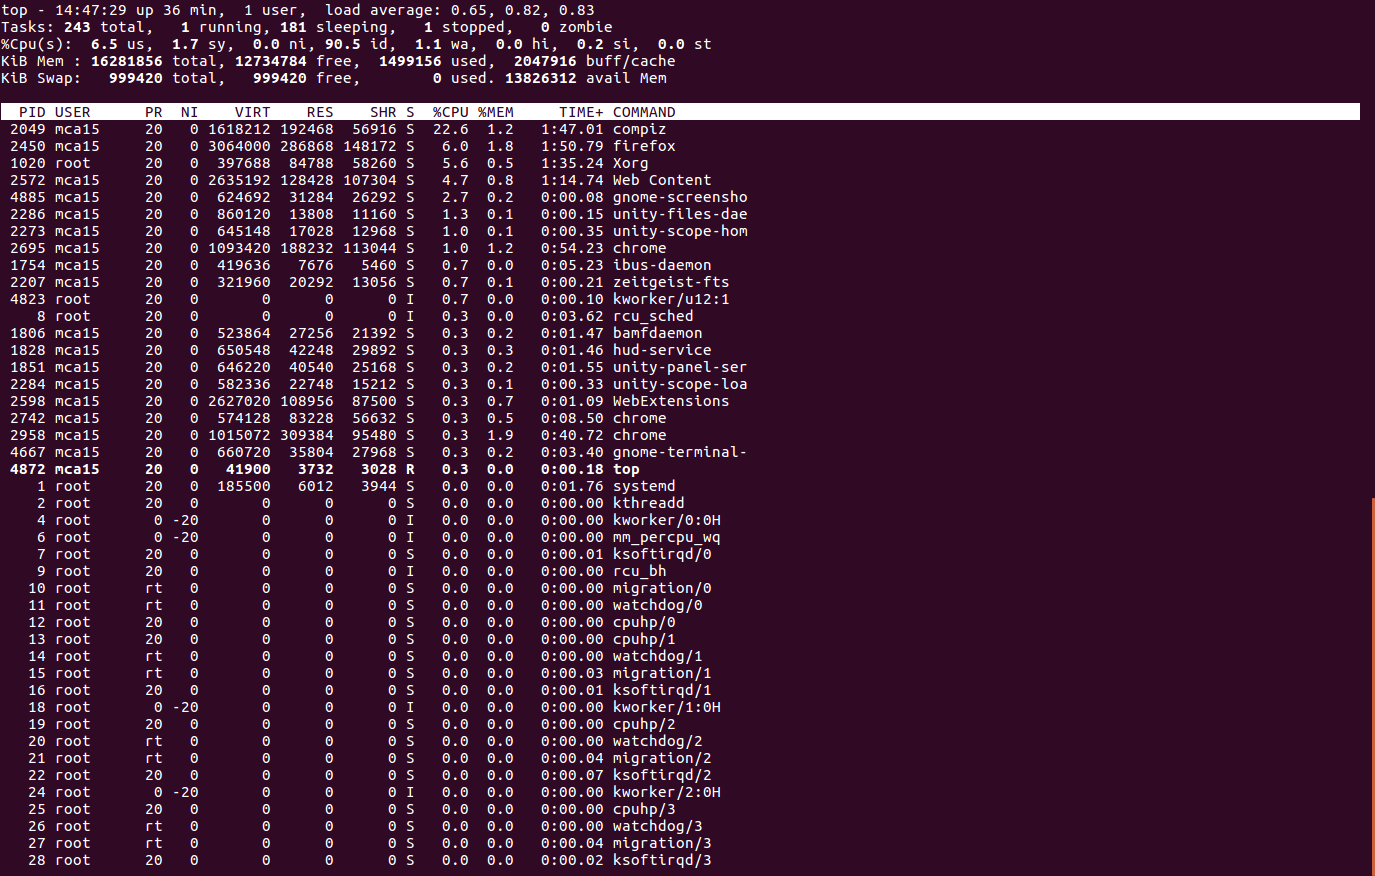 top - 14:47:29 up 36 min,  1 user,  load average: 0.65, 0.82, 0.83
Tasks: 243 total,   1 running, 181 sleeping,   1 stopped,   0 zombie
%Cpu(s):  6.5 us,  1.7 sy,  0.0 ni, 90.5 id,  1.1 wa,  0.0 hi,  0.2 si,  0.0 st
KiB Mem : 16281856 total, 12734784 free,  1499156 used,  2047916 buff/cache
KiB Swap:   999420 total,   999420 free,        0 used. 13826312 avail Mem
  PID USER      PR  NI    VIRT    RES    SHR S  %CPU %MEM     TIME+ COMMAND
 2049 mca15     20   0 1618212 192468  56916 S  22.6  1.2   1:47.01 compiz
 2450 mca15     20   0 3064000 286868 148172 S   6.0  1.8   1:50.79 firefox
 1020 root      20   0  397688  84788  58260 S   5.6  0.5   1:35.24 Xorg
 2572 mca15     20   0 2635192 128428 107304 S   4.7  0.8   1:14.74 Web Content
 4885 mca15     20   0  624692  31284  26292 S   2.7  0.2   0:00.08 gnome-screensho
 2286 mca15     20   0  860120  13808  11160 S   1.3  0.1   0:00.15 unity-files-dae
 2273 mca15     20   0  645148  17028  12968 S   1.0  0.1   0:00.35 unity-scope-hom
 2695 mca15     20   0 1093420 188232 113044 S   1.0  1.2   0:54.23 chrome
 1754 mca15     20   0  419636   7676   5460 S   0.7  0.0   0:05.23 ibus-daemon
 2207 mca15     20   0  321960  20292  13056 S   0.7  0.1   0:00.21 zeitgeist-fts
 4823 root      20   0       0      0      0 I   0.7  0.0   0:00.10 kworker/u12:1
    8 root      20   0       0      0      0 I   0.3  0.0   0:03.62 rcu_sched
 1806 mca15     20   0  523864  27256  21392 S   0.3  0.2   0:01.47 bamfdaemon
 1828 mca15     20   0  650548  42248  29892 S   0.3  0.3   0:01.46 hud-service
 1851 mca15     20   0  646220  40540  25168 S   0.3  0.2   0:01.55 unity-panel-ser
 2284 mca15     20   0  582336  22748  15212 S   0.3  0.1   0:00.33 unity-scope-loa
 2598 mca15     20   0 2627020 108956  87500 S   0.3  0.7   0:01.09 WebExtensions
 2742 mca15     20   0  574128  83228  56632 S   0.3  0.5   0:08.50 chrome
 2958 mca15     20   0 1015072 309384  95480 S   0.3  1.9   0:40.72 chrome
 4667 mca15     20   0  660720  35804  27968 S   0.3  0.2   0:03.40 gnome-terminal-
 4872 mca15     20   0   41900   3732   3028 R   0.3  0.0   0:00.18 top
    1 root      20   0  185500   6012   3944 S   0.0  0.0   0:01.76 systemd
    2 root      20   0       0      0      0 S   0.0  0.0   0:00.00 kthreadd
    4 root       0 -20       0      0      0 I   0.0  0.0   0:00.00 kworker/0:0H
    6 root       0 -20       0      0      0 I   0.0  0.0   0:00.00 mm_percpu_wq
    7 root      20   0       0      0      0 S   0.0  0.0   0:00.01 ksoftirqd/0
    9 root      20   0       0      0      0 I   0.0  0.0   0:00.00 rcu_bh
   10 root      rt   0       0      0      0 S   0.0  0.0   0:00.00 migration/0
   11 root      rt   0       0      0      0 S   0.0  0.0   0:00.00 watchdog/0
   12 root      20   0       0      0      0 S   0.0  0.0   0:00.00 cpuhp/0
   13 root      20   0       0      0      0 S   0.0  0.0   0:00.00 cpuhp/1
   14 root      rt   0       0      0      0 S   0.0  0.0   0:00.00 watchdog/1
   15 root      rt   0       0      0      0 S   0.0  0.0   0:00.03 migration/1
   16 root      20   0       0      0      0 S   0.0  0.0   0:00.01 ksoftirqd/1
   18 root       0 -20       0      0      0 I   0.0  0.0   0:00.00 kworker/1:0H
   19 root      20   0       0      0      0 S   0.0  0.0   0:00.00 cpuhp/2
   20 root      rt   0       0      0      0 S   0.0  0.0   0:00.00 watchdog/2
   21 root      rt   0       0      0      0 S   0.0  0.0   0:00.04 migration/2
   22 root      20   0       0      0      0 S   0.0  0.0   0:00.07 ksoftirqd/2
   24 root       0 -20       0      0      0 I   0.0  0.0   0:00.00 kworker/2:0H
   25 root      20   0       0      0      0 S   0.0  0.0   0:00.00 cpuhp/3
   26 root      rt   0       0      0      0 S   0.0  0.0   0:00.00 watchdog/3
   27 root      rt   0       0      0      0 S   0.0  0.0   0:00.04 migration/3
   28 root      20   0       0      0      0 S   0.0  0.0   0:00.02 ksoftirqd/3